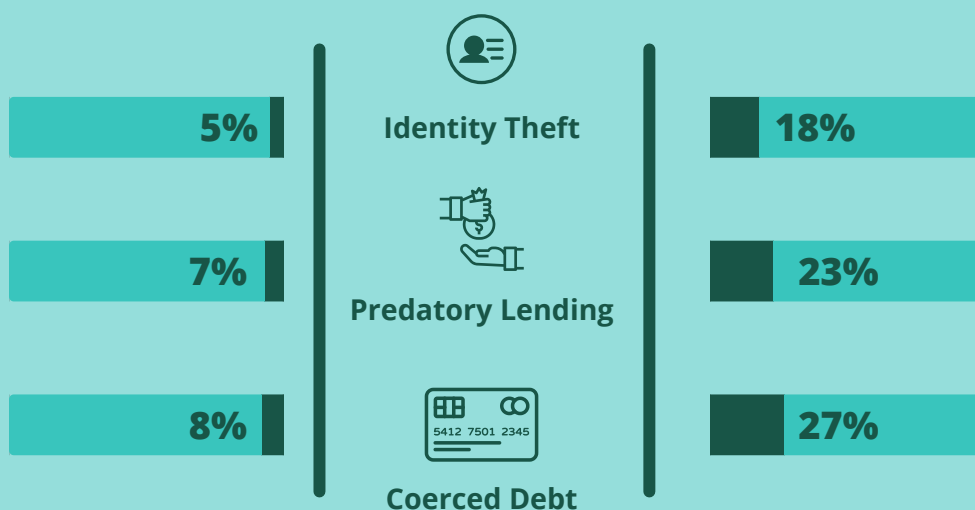 Identity Theft
5%
18%
Predatory Lending
7%
23%
5412 7501 2345
8%
27%
Coerced Debt